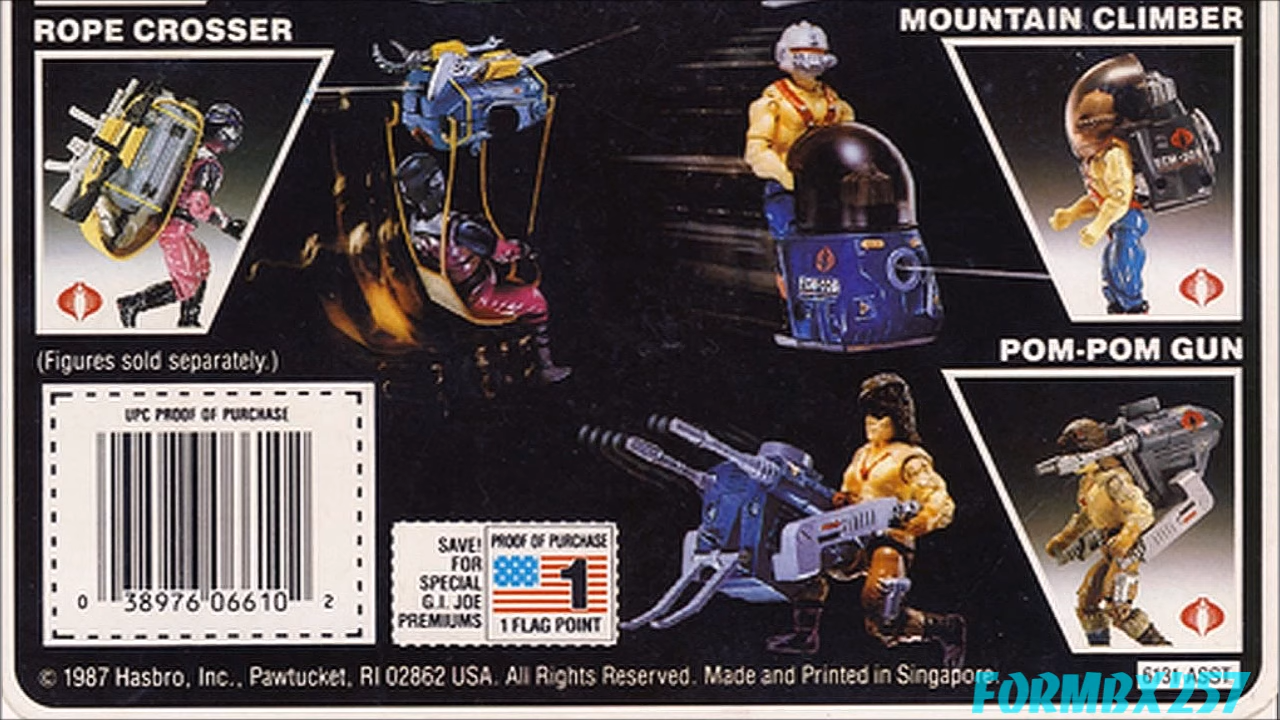 ROPE CROSSER
MOUNTAIN CLIMBER
(Figures sold separately.)
POM-POM GUN
UPC PROOF OF PURCHASE
0 38976 06610 2
SAVE!
FOR
SPECIAL
G.I. JOE
PREMIUMS
PROOF OF PURCHASE
1
1 FLAG POINT
© 1987 Hasbro, Inc., Pawtucket, RI 02862 USA. All Rights Reserved. Made and Printed in Singapore.
6131 ASST.
FORMBX257